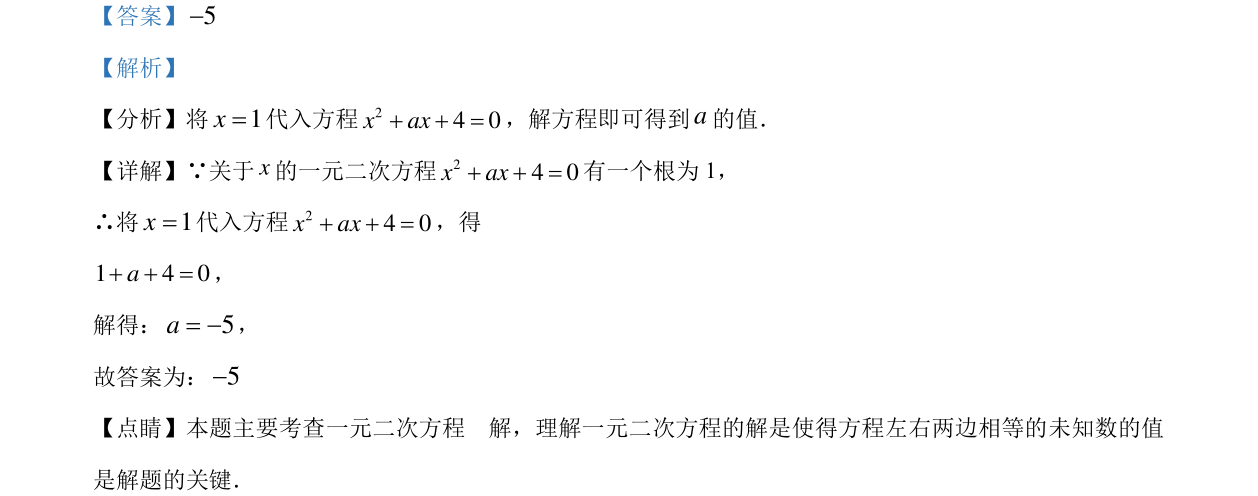 【答案】−5
【解析】
【分析】将 x = 1 代入方程 x² + ax + 4 = 0，解方程即可得到 a 的值．
【详解】∵关于 x 的一元二次方程 x² + ax + 4 = 0 有一个根为 1，
∴将 x = 1 代入方程 x² + ax + 4 = 0，得
1 + a + 4 = 0，
解得：a = −5，
故答案为：−5
【点睛】本题主要考查一元二次方程　解，理解一元二次方程的解是使得方程左右两边相等的未知数的值
是解题的关键．